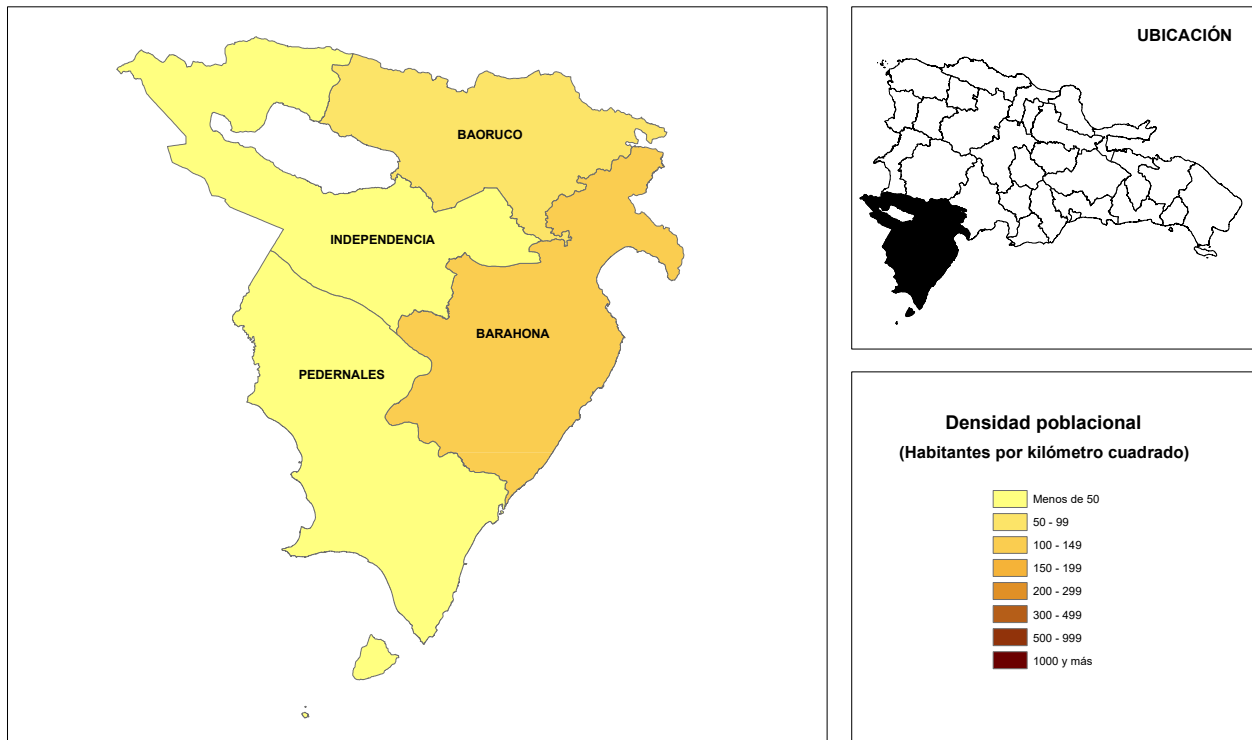 BAORUCO
INDEPENDENCIA
BARAHONA
PEDERNALES
UBICACIÓN
Densidad poblacional
(Habitantes por kilómetro cuadrado)
Menos de 50
50 - 99
100 - 149
150 - 199
200 - 299
300 - 499
500 - 999
1000 y más